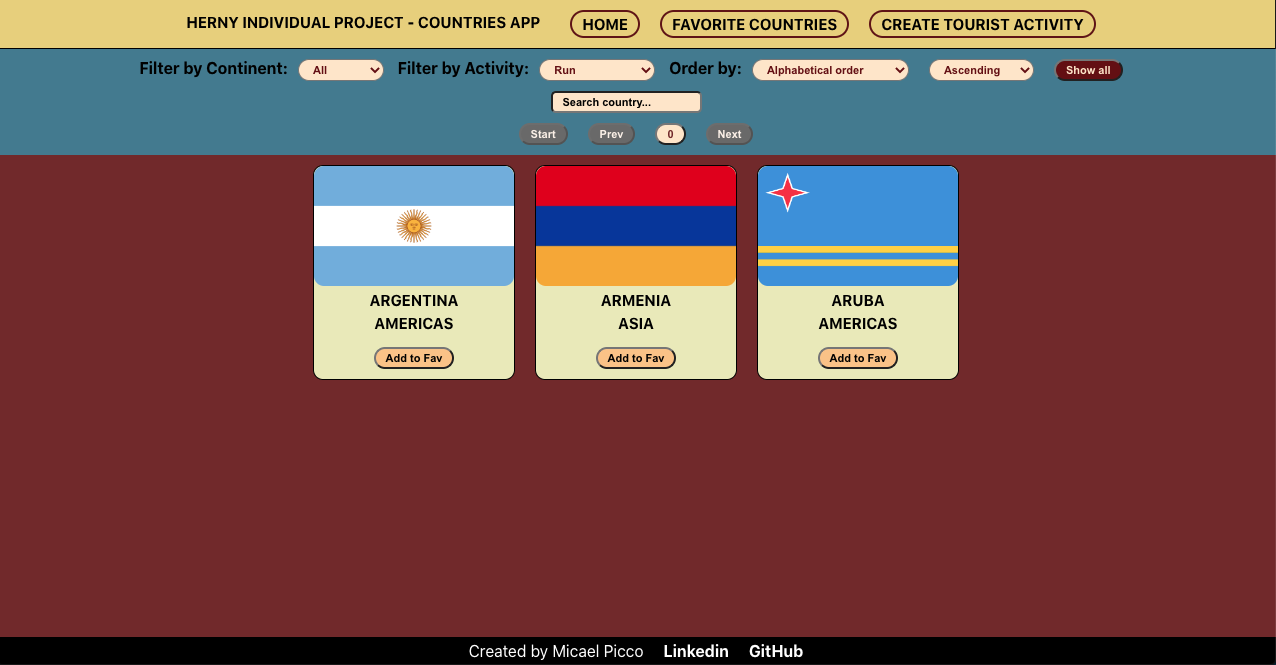 HERNY INDIVIDUAL PROJECT - COUNTRIES APP HOME FAVORITE COUNTRIES CREATE TOURIST ACTIVITY
Filter by Continent: All Filter by Activity: Run Order by: Alphabetical order Ascending Show all
Search country...
Start Prev 0 Next
ARGENTINA
AMERICAS
Add to Fav
ARMENIA
ASIA
Add to Fav
ARUBA
AMERICAS
Add to Fav
Created by Micael Picco Linkedin GitHub